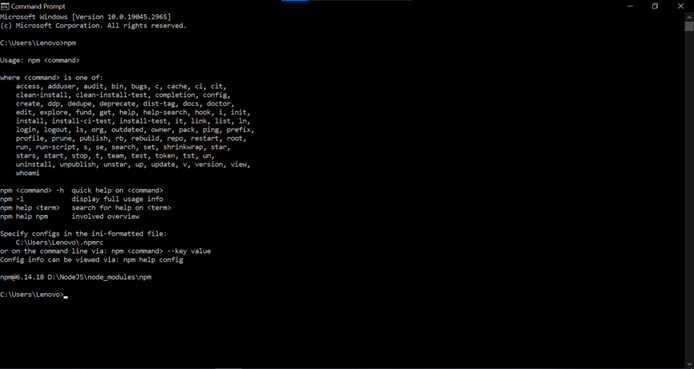 Command Prompt
Microsoft Windows [Version 10.0.19045.2965]
(c) Microsoft Corporation. All rights reserved.
C:\Users\Lenovo>npm
Usage: npm <command>
where <command> is one of:
    access, adduser, audit, bin, bugs, c, cache, ci, cit,
    clean-install, clean-install-test, completion, config,
    create, ddp, dedupe, deprecate, dist-tag, docs, doctor,
    edit, explore, fund, get, help, help-search, hook, i, init,
    install, install-ci-test, install-test, it, link, list, ln,
    login, logout, ls, org, outdated, owner, pack, ping, prefix,
    profile, prune, publish, rb, rebuild, repo, restart, root,
    run, run-script, s, se, search, set, shrinkwrap, star,
    stars, start, stop, t, team, test, token, tst, un,
    uninstall, unpublish, unstar, up, update, v, version, view,
    whoami
npm <command> -h  quick help on <command>
npm -l            display full usage info
npm help <term>   search for help on <term>
npm help npm      involved overview
Specify configs in the ini-formatted file:
    C:\Users\Lenovo\.npmrc
or on the command line via: npm <command> --key value
Config info can be viewed via: npm help config
npm@6.14.18 D:\NodeJS\node_modules\npm
C:\Users\Lenovo>